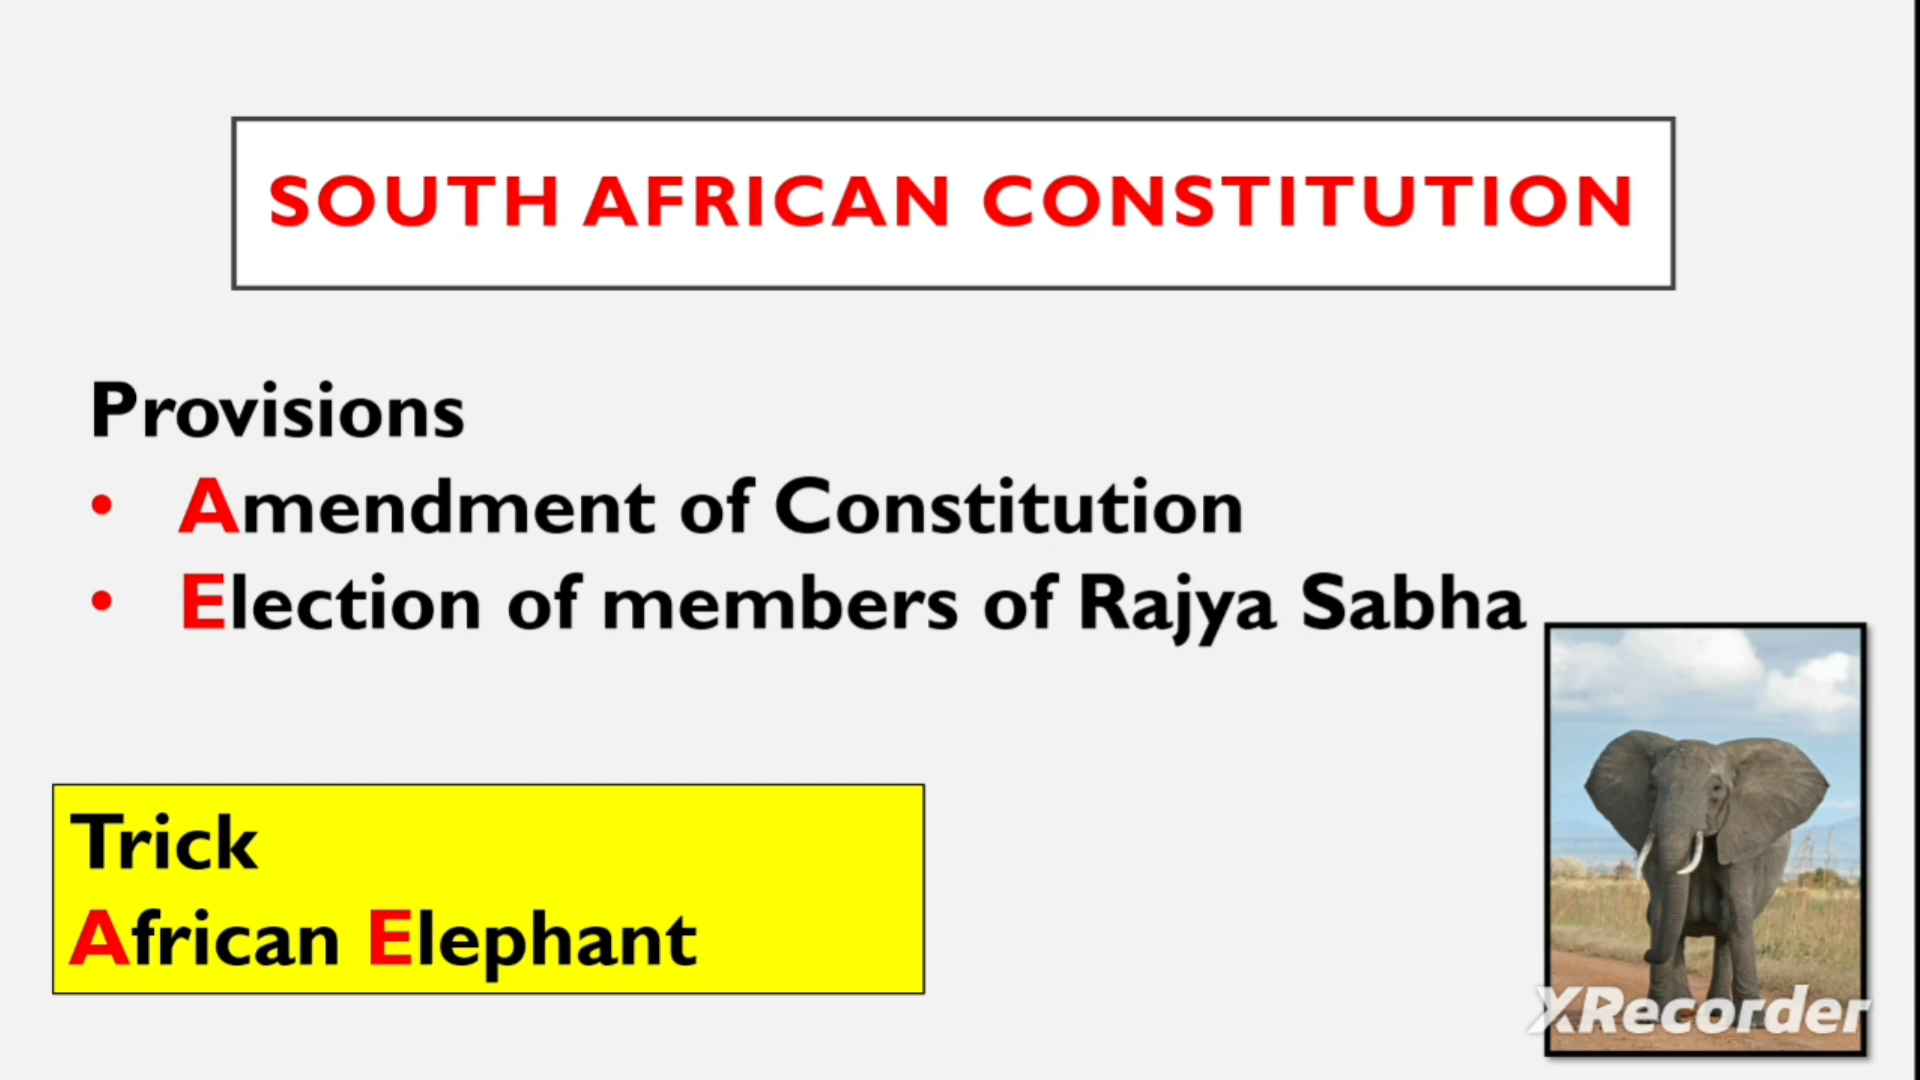 SOUTH AFRICAN CONSTITUTION
Provisions
• Amendment of Constitution
• Election of members of Rajya Sabha
Trick
African Elephant
XRecorder